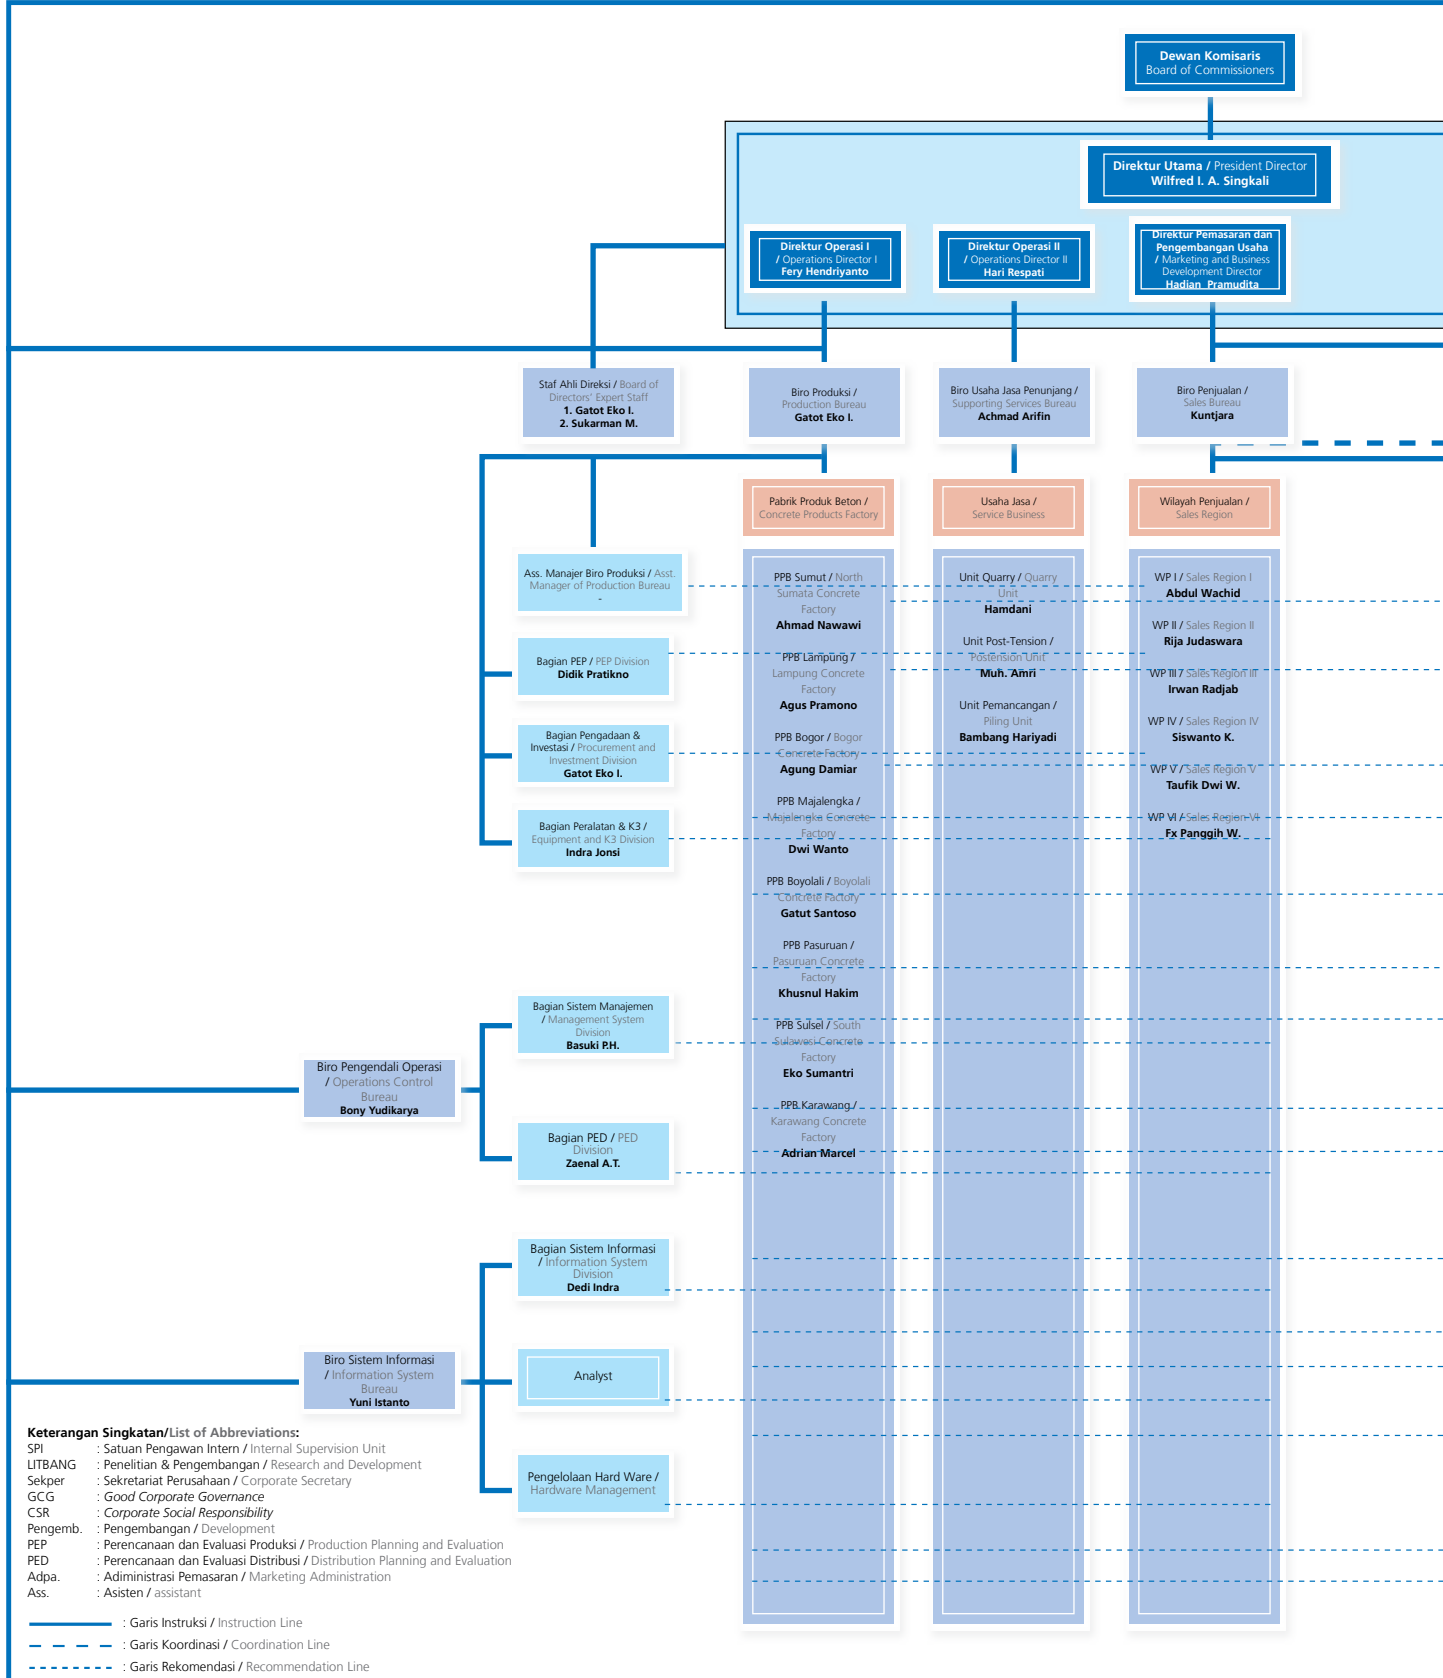 Dewan Komisaris
Board of Commissioners
Direktur Utama / President Director
Wilfred I. A. Singkali
Direktur Operasi I
/ Operations Director I
Fery Hendriyanto
Direktur Operasi II
/ Operations Director II
Hari Respati
Direktur Pemasaran dan
Pengembangan Usaha
/ Marketing and Business
Development Director
Hadian Pramudita
Staf Ahli Direksi / Board of
Directors' Expert Staff
1. Gatot Eko I.
2. Sukarman M.
Biro Produksi /
Production Bureau
Gatot Eko I.
Biro Usaha Jasa Penunjang /
Supporting Services Bureau
Achmad Arifin
Biro Penjualan /
Sales Bureau
Kuntjara
Pabrik Produk Beton /
Concrete Products Factory
Usaha Jasa /
Service Business
Wilayah Penjualan /
Sales Region
Ass. Manajer Biro Produksi / Asst.
Manager of Production Bureau
-
Bagian PEP / PEP Division
Didik Pratikno
Bagian Pengadaan &
Investasi / Procurement and
Investment Division
Gatot Eko I.
Bagian Peralatan & K3 /
Equipment and K3 Division
Indra Jonsi
PPB Sumut / North
Sumata Concrete
Factory
Ahmad Nawawi
PPB Lampung /
Lampung Concrete
Factory
Agus Pramono
PPB Bogor / Bogor
Concrete Factory
Agung Damiar
PPB Majalengka /
Majalengka Concrete
Factory
Dwi Wanto
PPB Boyolali / Boyolali
Concrete Factory
Gatut Santoso
PPB Pasuruan /
Pasuruan Concrete
Factory
Khusnul Hakim
PPB Sulsel / South
Sulawesi Concrete
Factory
Eko Sumantri
PPB Karawang /
Karawang Concrete
Factory
Adrian Marcel
Unit Quarry / Quarry
Unit
Hamdani
Unit Post-Tension /
Postension Unit
Muh. Amri
Unit Pemancangan /
Piling Unit
Bambang Hariyadi
WP I / Sales Region I
Abdul Wachid
WP II / Sales Region II
Rija Judaswara
WP III / Sales Region III
Irwan Radjab
WP IV / Sales Region IV
Siswanto K.
WP V / Sales Region V
Taufik Dwi W.
WP VI / Sales Region VI
Fx Panggih W.
Biro Pengendali Operasi
/ Operations Control
Bureau
Bony Yudikarya
Bagian Sistem Manajemen
/ Management System
Division
Basuki P.H.
Bagian PED / PED
Division
Zaenal A.T.
Biro Sistem Informasi
/ Information System
Bureau
Yuni Istanto
Bagian Sistem Informasi
/ Information System
Division
Dedi Indra
Analyst
Pengelolaan Hard Ware /
Hardware Management
Keterangan Singkatan/List of Abbreviations:
SPI : Satuan Pengawan Intern / Internal Supervision Unit
LITBANG : Penelitian & Pengembangan / Research and Development
Sekper : Sekretariat Perusahaan / Corporate Secretary
GCG : Good Corporate Governance
CSR : Corporate Social Responsibility
Pengemb. : Pengembangan / Development
PEP : Perencanaan dan Evaluasi Produksi / Production Planning and Evaluation
PED : Perencanaan dan Evaluasi Distribusi / Distribution Planning and Evaluation
Adpa. : Adiministrasi Pemasaran / Marketing Administration
Ass. : Asisten / assistant
: Garis Instruksi / Instruction Line
: Garis Koordinasi / Coordination Line
: Garis Rekomendasi / Recommendation Line